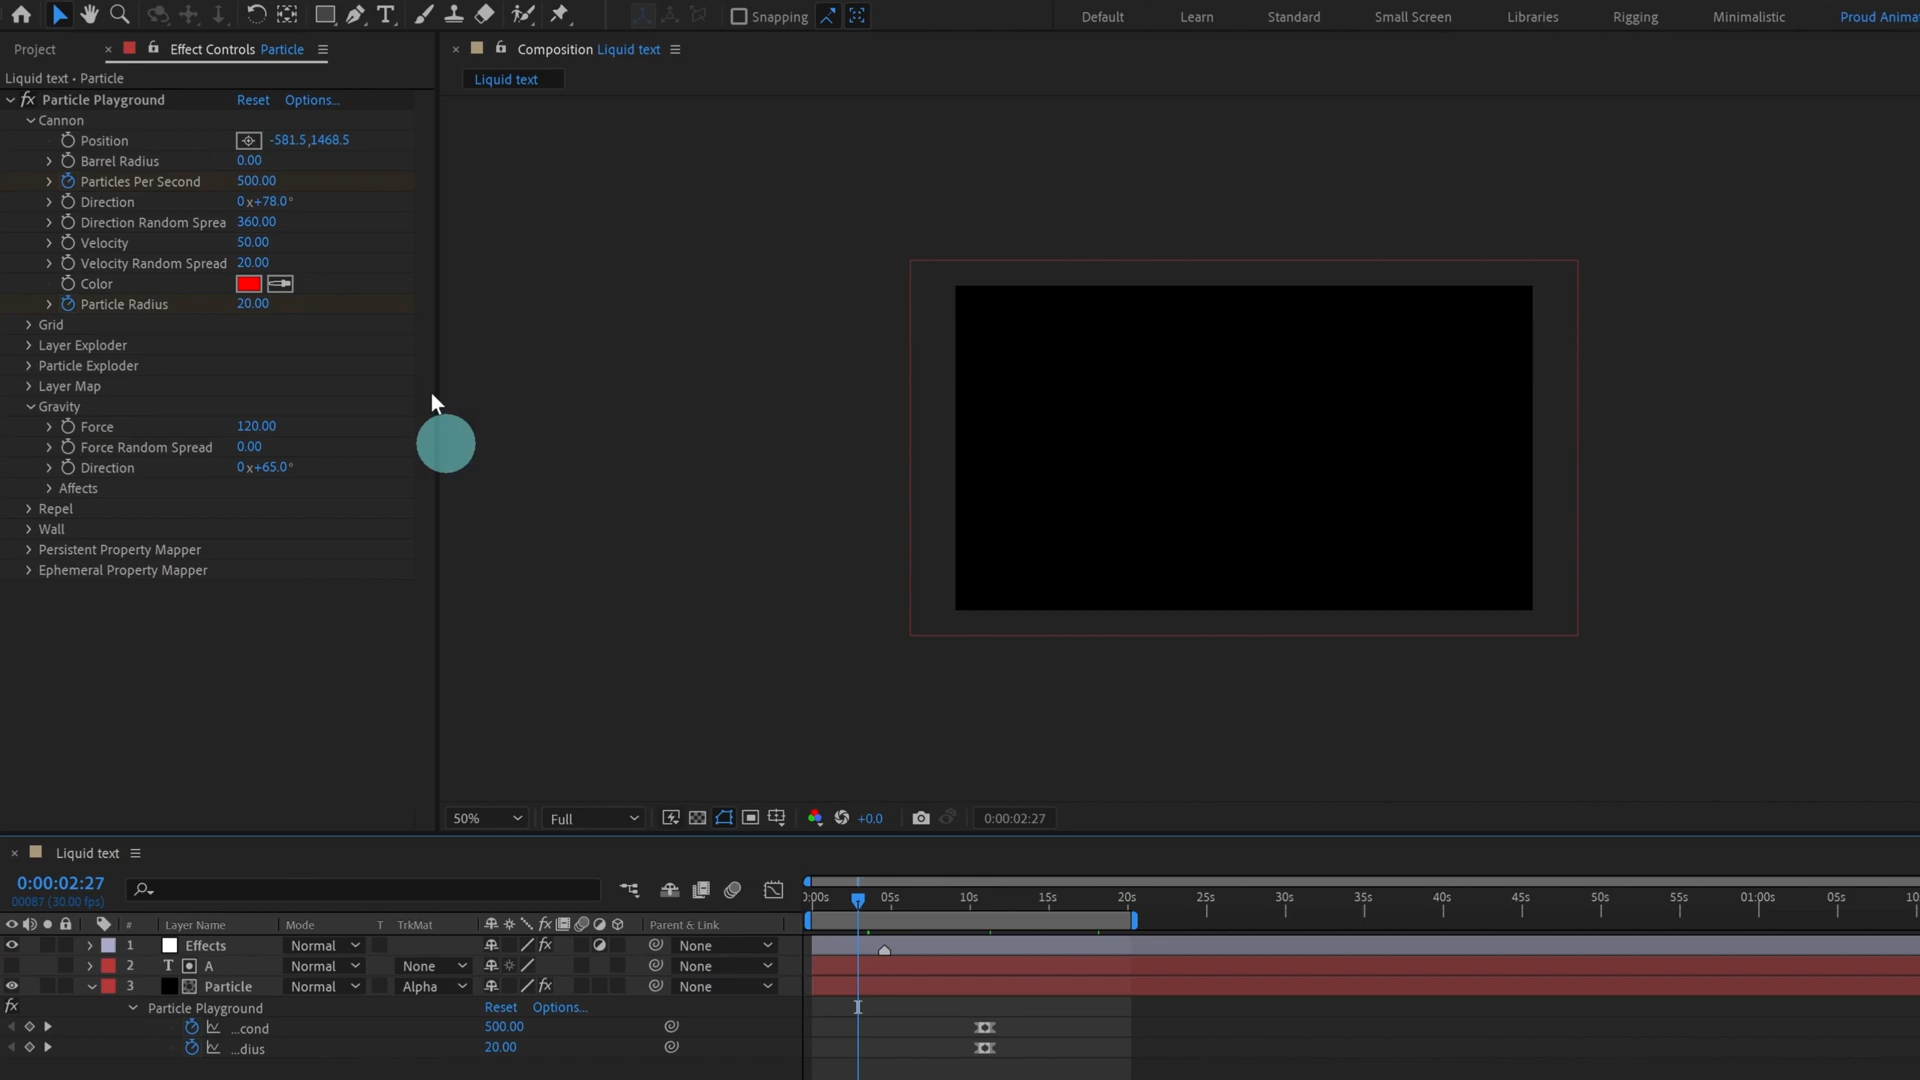 Snapping
Default
Learn
Standard
Small Screen
Libraries
Rigging
Minimalistic
Proud Animat
Project
× Effect Controls Particle
× Composition Liquid text
Liquid text • Particle
Liquid text
fx Particle Playground Reset Options...
Cannon
Position -581.5,1468.5
Barrel Radius 0.00
Particles Per Second 500.00
Direction 0x+78.0°
Direction Random Sprea 360.00
Velocity 50.00
Velocity Random Spread 20.00
Color
Particle Radius 20.00
Grid
Layer Exploder
Particle Exploder
Layer Map
Gravity
Force 120.00
Force Random Spread 0.00
Direction 0x+65.0°
Affects
Repel
Wall
Persistent Property Mapper
Ephemeral Property Mapper
50% Full +0.0 0:00:02:27
× Liquid text
0:00:02:27
00087 (30.00 fps)
):00s 05s 10s 15s 20s 25s 30s 35s 40s 45s 50s 55s 01:00s 05s 10
# Layer Name Mode T TrkMat fx Parent & Link
1 Effects Normal fx None
2 T A Normal None None
3 Particle Normal Alpha fx None
fx Particle Playground Reset Options...
...cond 500.00
...dius 20.00